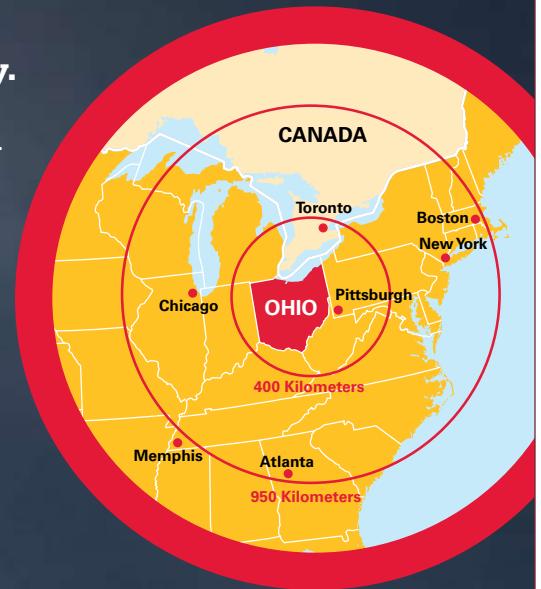 y.
CANADA
Toronto
Boston
New York
Chicago
OHIO
Pittsburgh
400 Kilometers
Memphis
Atlanta
950 Kilometers